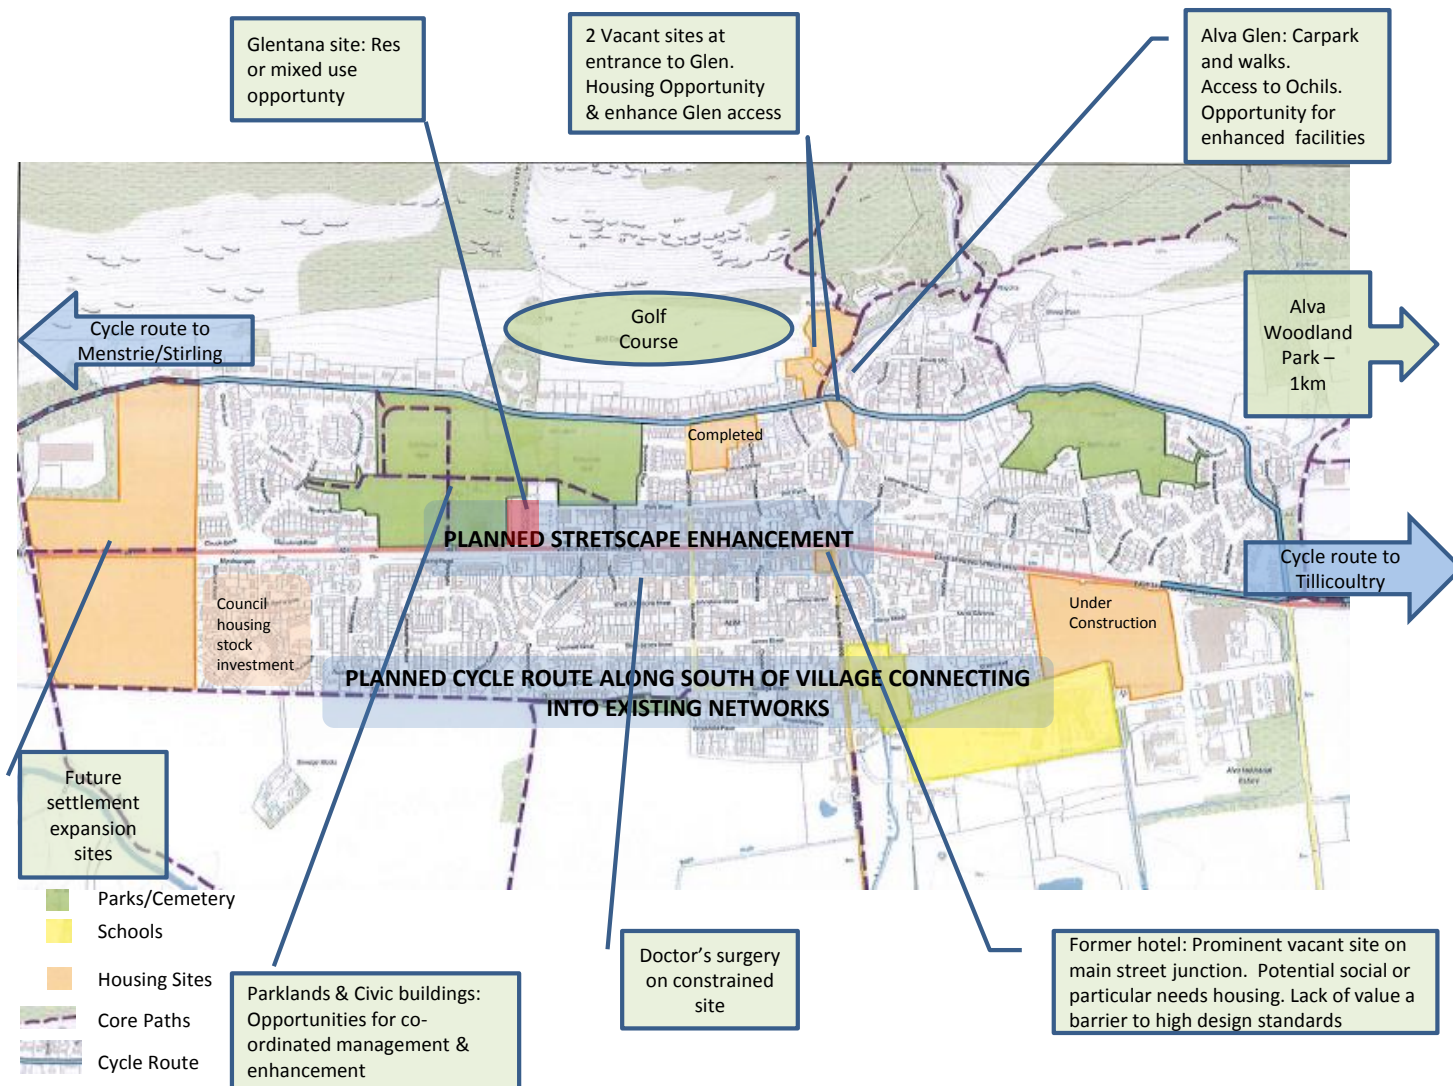 Glentana site: Res
or mixed use
opportunty
2 Vacant sites at
entrance to Glen.
Housing Opportunity
& enhance Glen access
Alva Glen: Carpark
and walks.
Access to Ochils.
Opportunity for
enhanced facilities
Cycle route to
Menstrie/Stirling
Golf
Course
Alva
Woodland
Park –
1km
Completed
PLANNED STRETSCAPE ENHANCEMENT
Cycle route to
Tillicoultry
Council
housing
stock
investment
Under
Construction
PLANNED CYCLE ROUTE ALONG SOUTH OF VILLAGE CONNECTING
INTO EXISTING NETWORKS
Future
settlement
expansion
sites
Parks/Cemetery
Schools
Housing Sites
Core Paths
Cycle Route
Parklands & Civic buildings:
Opportunities for co-
ordinated management &
enhancement
Doctor's surgery
on constrained
site
Former hotel: Prominent vacant site on
main street junction. Potential social or
particular needs housing. Lack of value a
barrier to high design standards